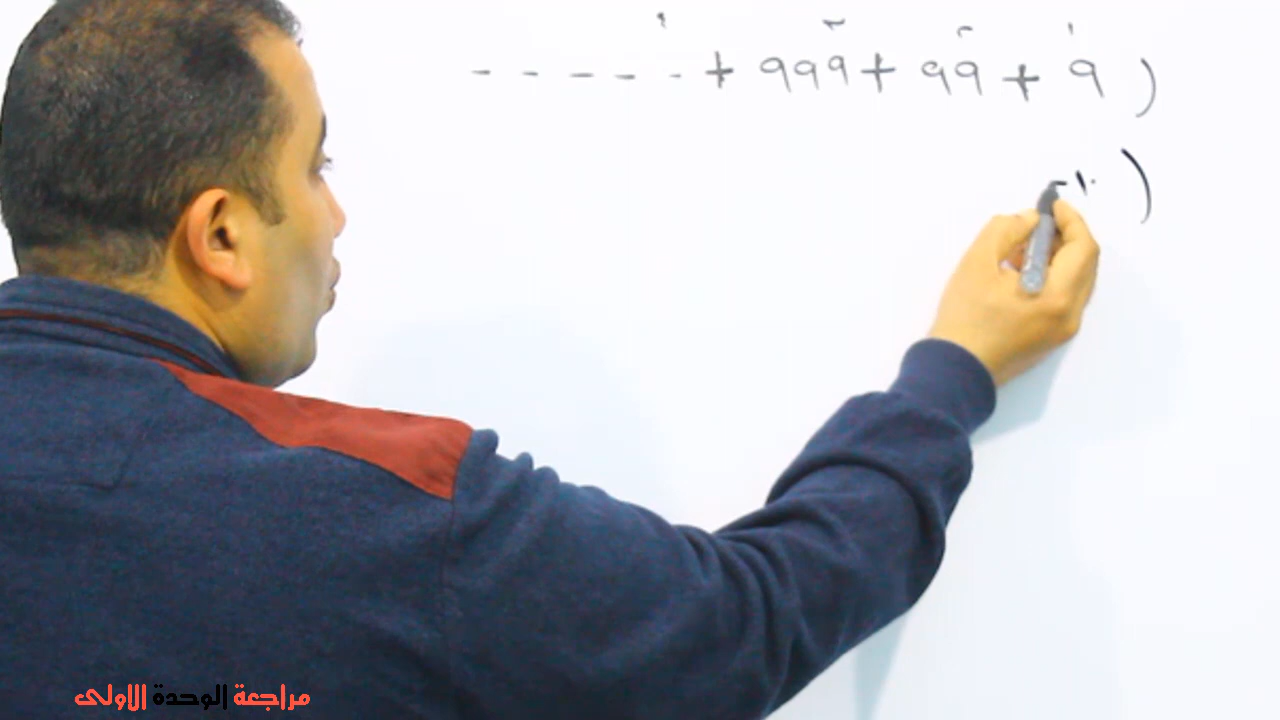 ) ٩ + ٩٩ + ٩٩٩ + - - - - -
) ١٠ -
مراجعة الوحدة الاولى